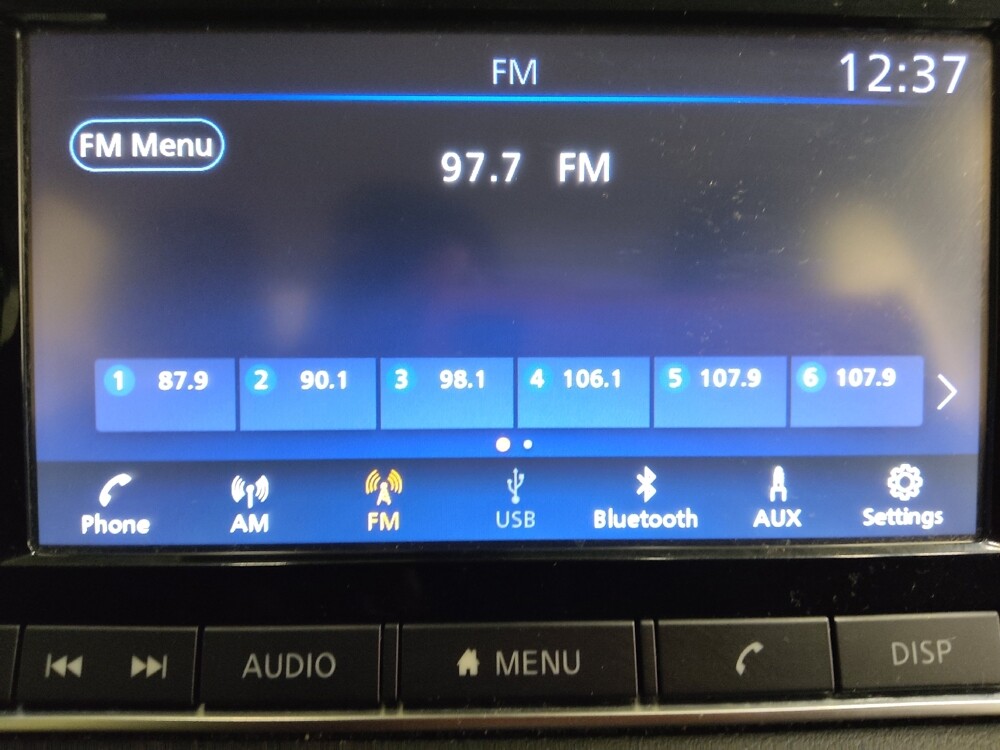 FM 12:37
FM Menu
97.7 FM
1 87.9 2 90.1 3 98.1 4 106.1 5 107.9 6 107.9
Phone AM FM USB Bluetooth AUX Settings
AUDIO MENU DISP